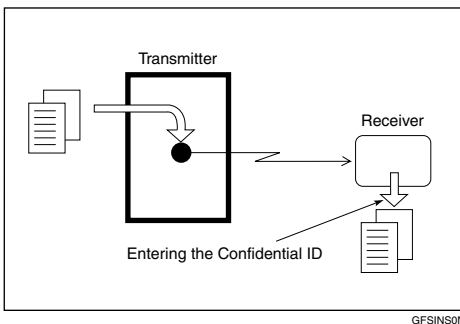 Transmitter
Receiver
Entering the Confidential ID